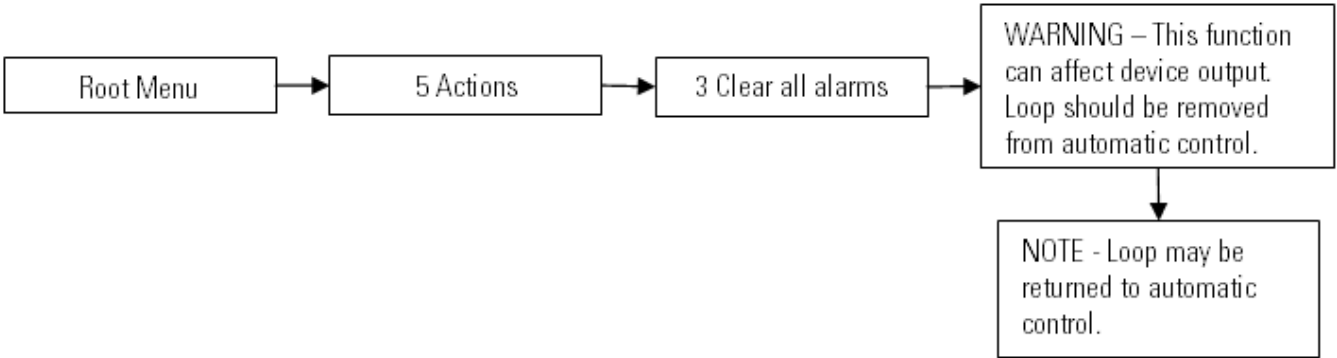 Root Menu
5 Actions
3 Clear all alarms
WARNING – This function
can affect device output.
Loop should be removed
from automatic control.
NOTE - Loop may be
returned to automatic
control.